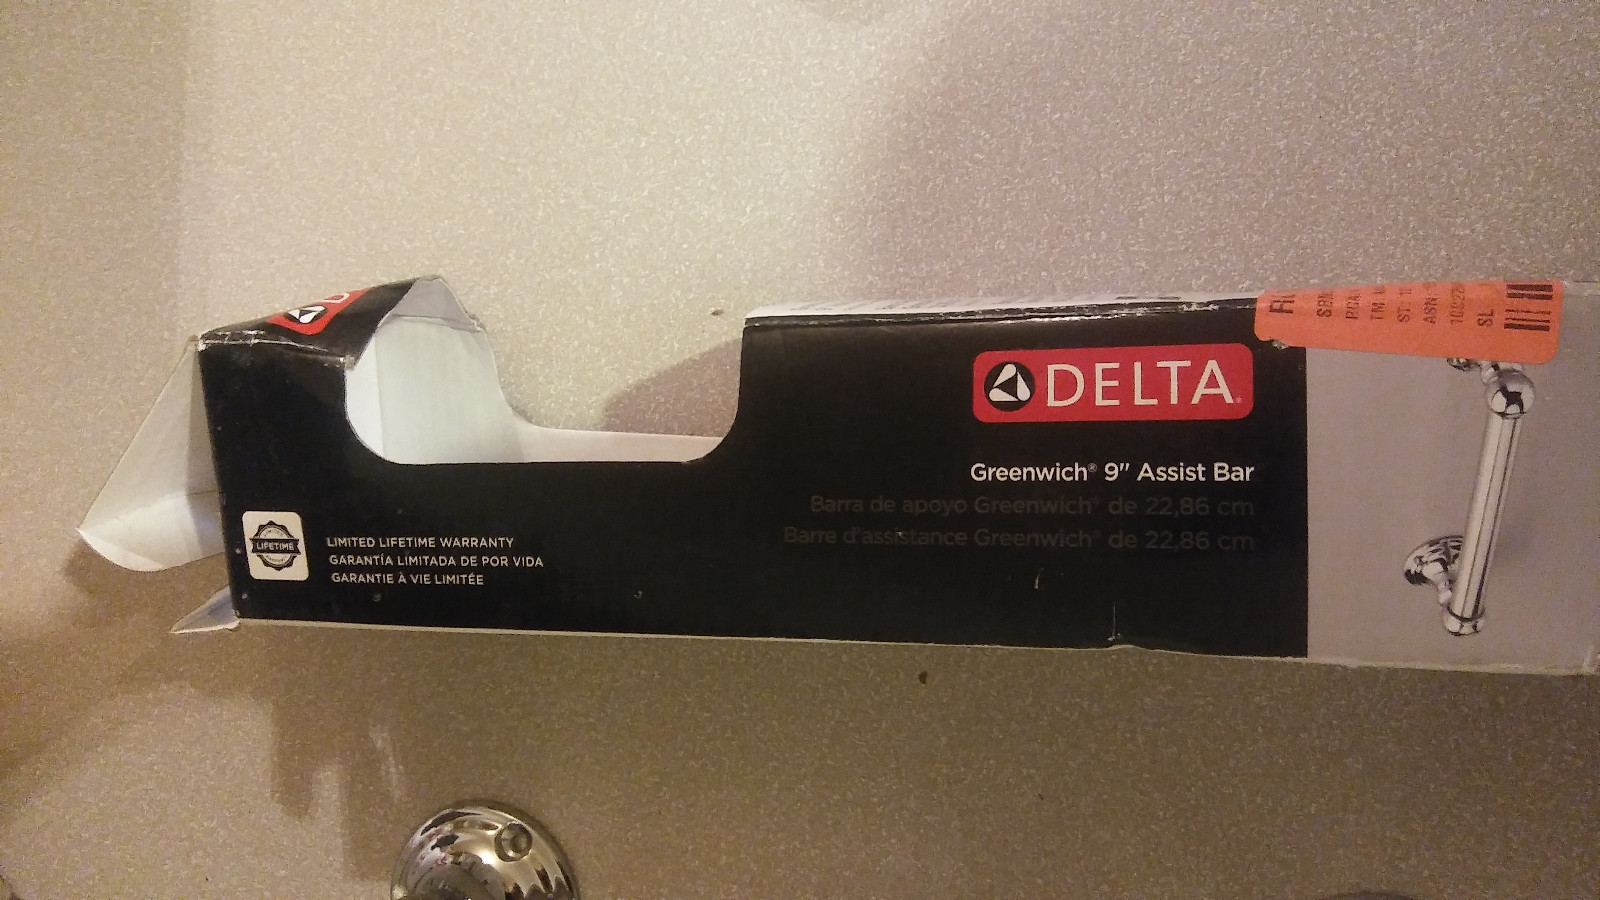 DELTA
Greenwich® 9" Assist Bar
Barra de apoyo Greenwich® de 22,86 cm
Barre d'assistance Greenwich® de 22,86 cm
LIFETIME
LIMITED LIFETIME WARRANTY
GARANTÍA LIMITADA DE POR VIDA
GARANTIE À VIE LIMITÉE
SL